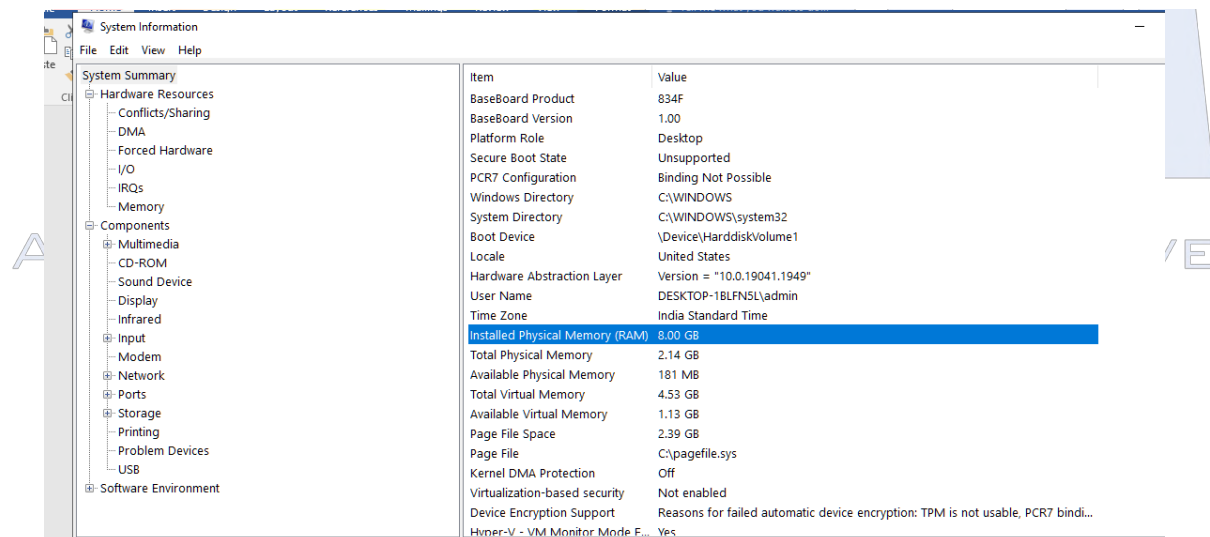 System Information
File Edit View Help
System Summary
Hardware Resources
Conflicts/Sharing
DMA
Forced Hardware
I/O
IRQs
Memory
Components
Multimedia
CD-ROM
Sound Device
Display
Infrared
Input
Modem
Network
Ports
Storage
Printing
Problem Devices
USB
Software Environment
Item Value
BaseBoard Product 834F
BaseBoard Version 1.00
Platform Role Desktop
Secure Boot State Unsupported
PCR7 Configuration Binding Not Possible
Windows Directory C:\WINDOWS
System Directory C:\WINDOWS\system32
Boot Device \Device\HarddiskVolume1
Locale United States
Hardware Abstraction Layer Version = "10.0.19041.1949"
User Name DESKTOP-1BLFN5L\admin
Time Zone India Standard Time
Installed Physical Memory (RAM) 8.00 GB
Total Physical Memory 2.14 GB
Available Physical Memory 181 MB
Total Virtual Memory 4.53 GB
Available Virtual Memory 1.13 GB
Page File Space 2.39 GB
Page File C:\pagefile.sys
Kernel DMA Protection Off
Virtualization-based security Not enabled
Device Encryption Support Reasons for failed automatic device encryption: TPM is not usable, PCR7 bindi...
Hyper-V - VM Monitor Mode E... Yes